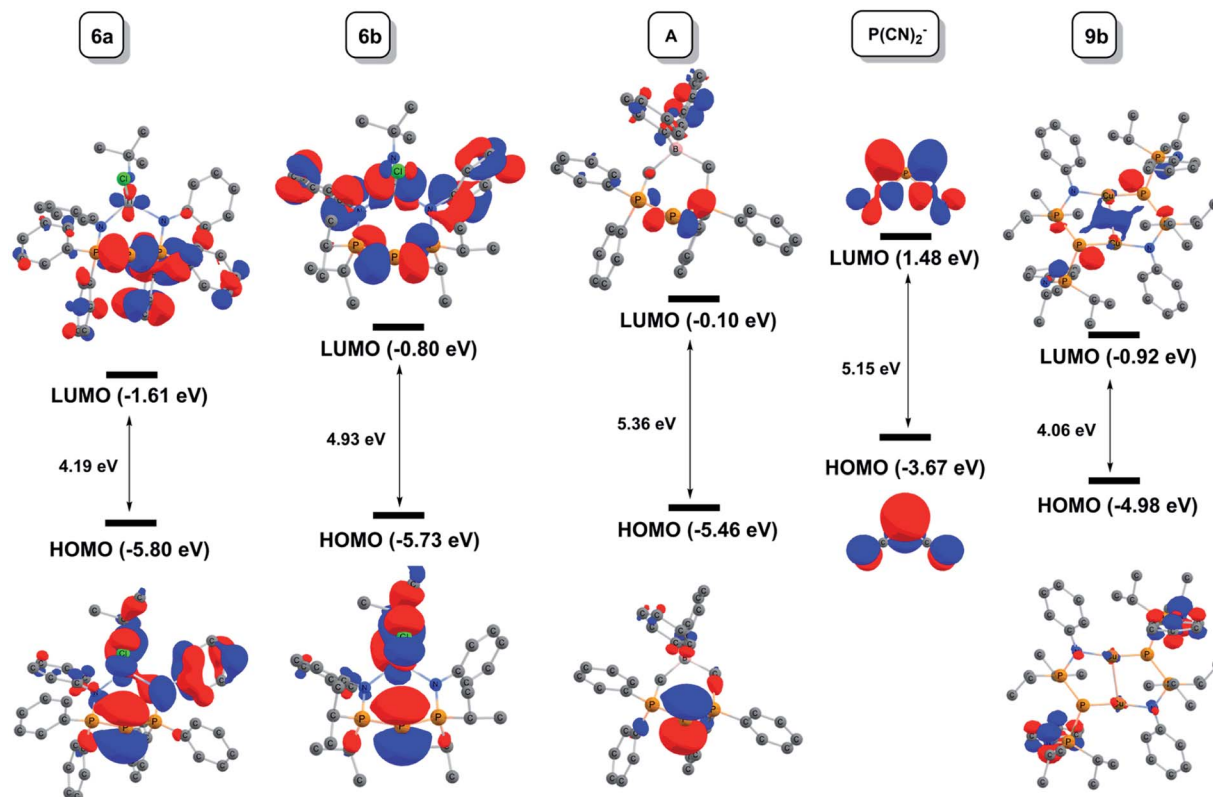 6a
6b
A
P(CN)₂⁻
9b
LUMO (-1.61 eV)
4.19 eV
HOMO (-5.80 eV)
LUMO (-0.80 eV)
4.93 eV
HOMO (-5.73 eV)
LUMO (-0.10 eV)
5.36 eV
HOMO (-5.46 eV)
LUMO (1.48 eV)
5.15 eV
HOMO (-3.67 eV)
LUMO (-0.92 eV)
4.06 eV
HOMO (-4.98 eV)